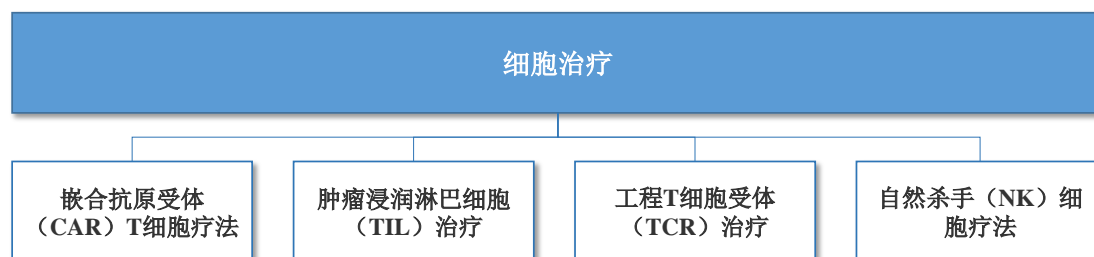 细胞治疗
嵌合抗原受体
（CAR）T细胞疗法
肿瘤浸润淋巴细胞
（TIL）治疗
工程T细胞受体
（TCR）治疗
自然杀手（NK）细
胞疗法